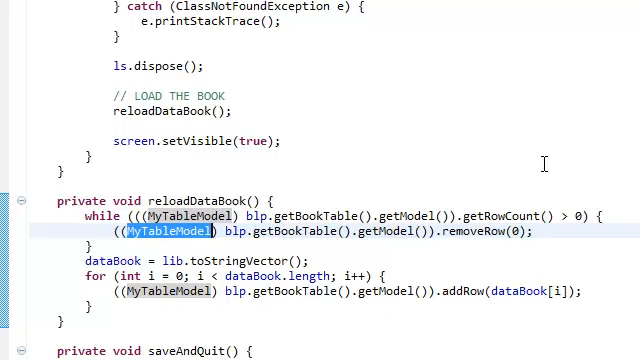 } catch (ClassNotFoundException e) {
e.printStackTrace();
}
ls.dispose();
// LOAD THE BOOK
reloadDataBook();
screen.setVisible(true);
}
}
private void reloadDataBook() {
while (((MyTableModel) blp.getBookTable().getModel()).getRowCount() > 0) {
((MyTableModel) blp.getBookTable().getModel()).removeRow(0);
}
dataBook = lib.toStringVector();
for (int i = 0; i < dataBook.length; i++) {
((MyTableModel) blp.getBookTable().getModel()).addRow(dataBook[i]);
}
}
private void saveAndQuit() {